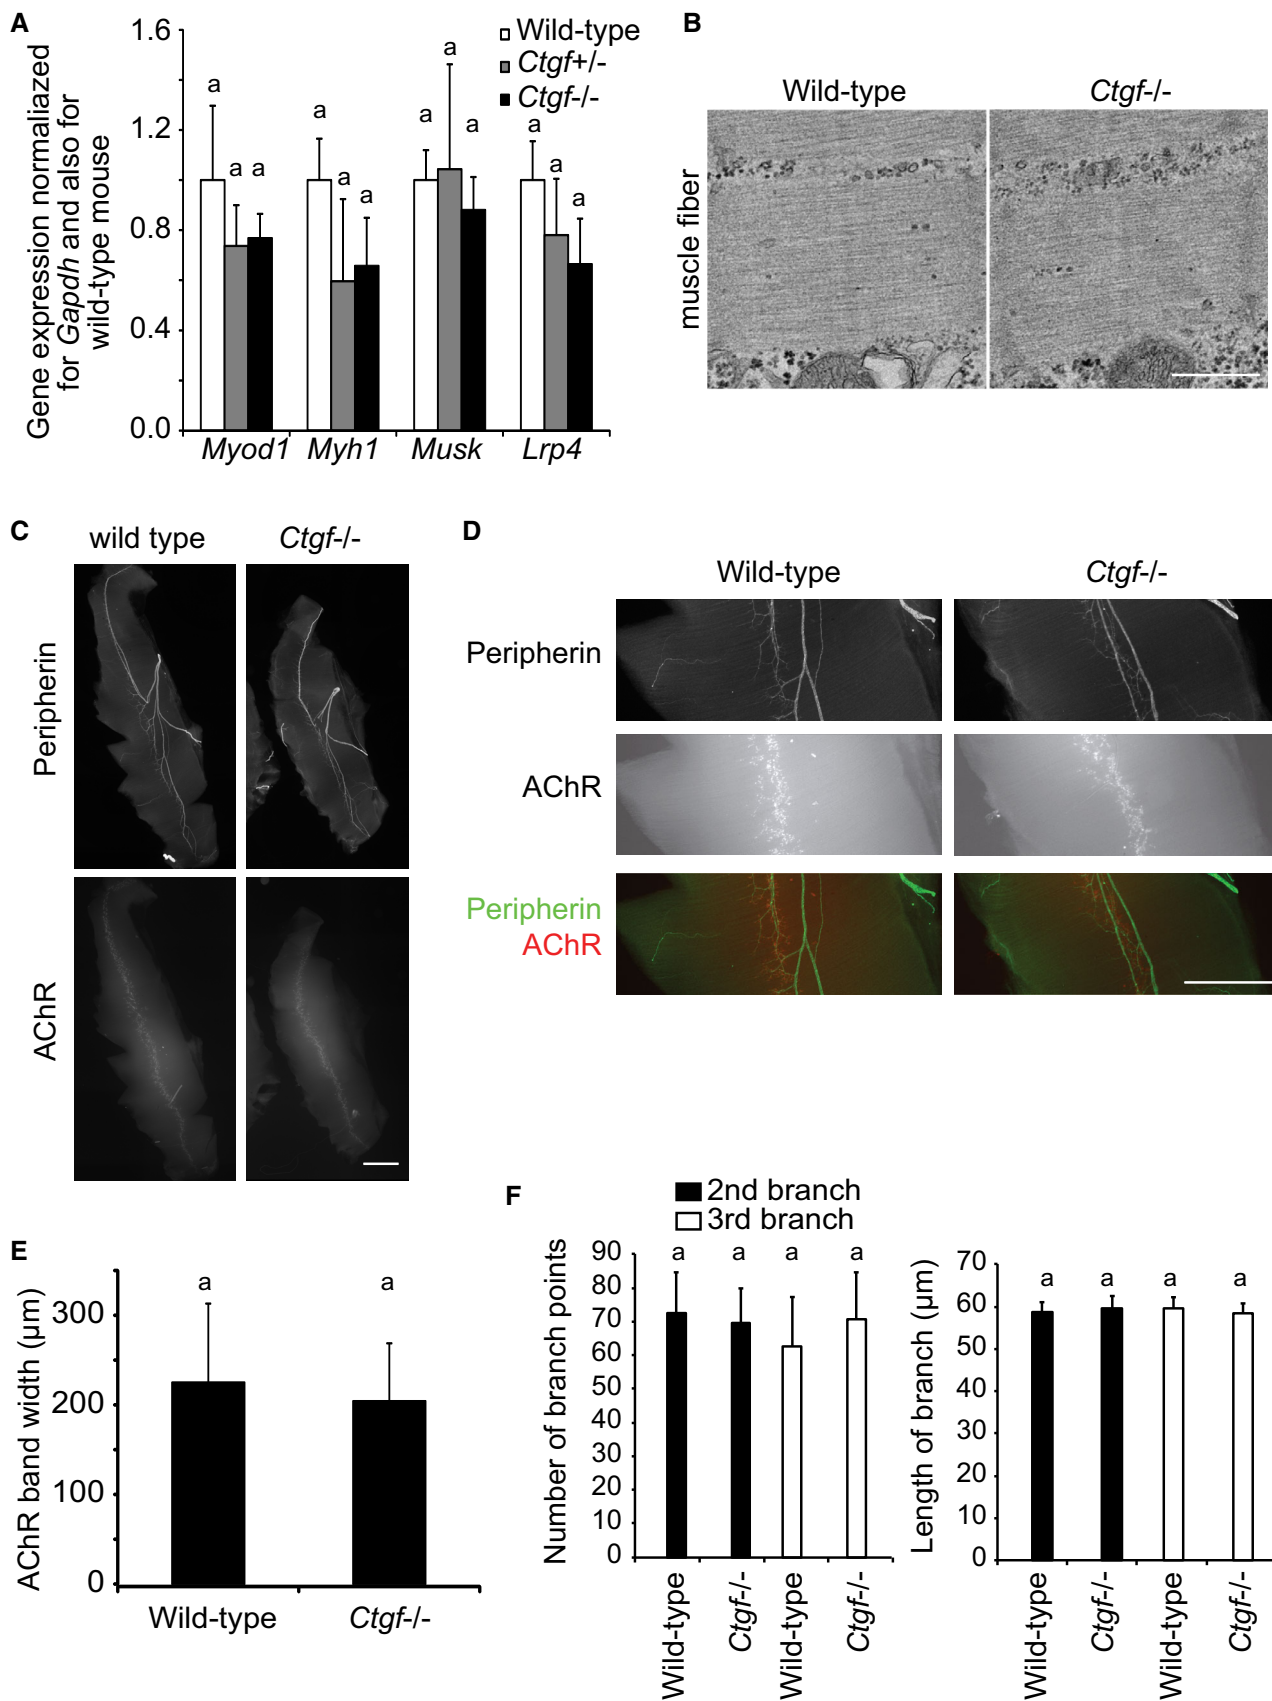 A
Gene expression normaliazed
for Gapdh and also for
wild-type mouse
1.6
1.2
0.8
0.4
0.0
Wild-type
Ctgf+/-
Ctgf-/-
a
a a
a
a
a
a
a
a
a
a
a
Myod1 Myh1 Musk Lrp4
B
Wild-type Ctgf-/-
muscle fiber
C
wild type Ctgf-/-
Peripherin
AChR
D
Wild-type Ctgf-/-
Peripherin
AChR
Peripherin
AChR
E
AChR band width (µm)
300
200
100
0
a a
Wild-type Ctgf-/-
F
2nd branch
3rd branch
Number of branch points
90
80
70
60
50
40
30
20
10
0
a a a a
Wild-type
Ctgf-/-
Wild-type
Ctgf-/-
Length of branch (µm)
70
60
50
40
30
20
10
0
a a a a
Wild-type
Ctgf-/-
Wild-type
Ctgf-/-